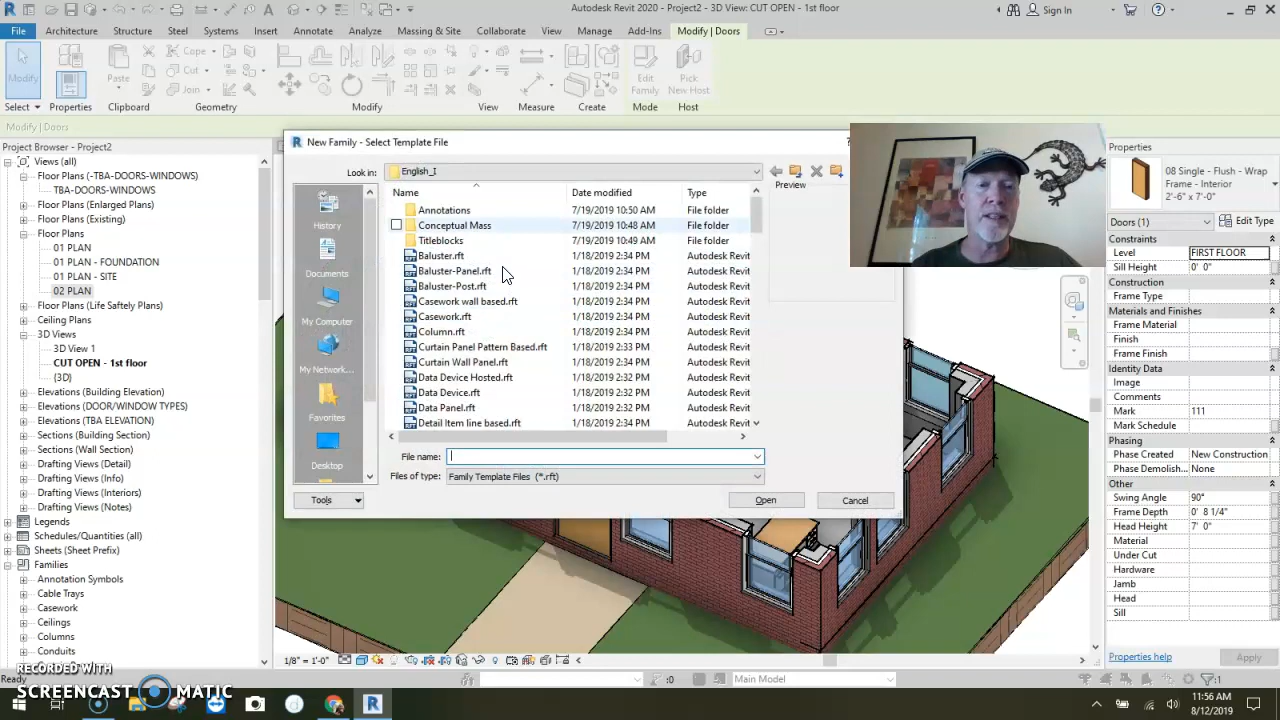 Autodesk Revit 2020 - Project2 - 3D View: CUT OPEN - 1st floor
Sign In
File Architecture Structure Steel Systems Insert Annotate Analyze Massing & Site Collaborate View Manage Add-Ins Modify | Doors
Modify
Paste
Cope
Cut
Join
Edit Family
Pick New Host
Select Properties Clipboard Geometry Modify View Measure Create Mode Host
Modify | Doors
Project Browser - Project2
Views (all)
Floor Plans (-TBA-DOORS-WINDOWS)
TBA-DOORS-WINDOWS
Floor Plans (Enlarged Plans)
Floor Plans (Existing)
Floor Plans
01 PLAN
01 PLAN - FOUNDATION
01 PLAN - SITE
02 PLAN
Floor Plans (Life Saftely Plans)
Ceiling Plans
3D Views
3D View 1
CUT OPEN - 1st floor
{3D}
Elevations (Building Elevation)
Elevations (DOOR/WINDOW TYPES)
Elevations (TBA ELEVATION)
Sections (Building Section)
Sections (Wall Section)
Drafting Views (Detail)
Drafting Views (Info)
Drafting Views (Interiors)
Drafting Views (Notes)
Legends
Schedules/Quantities (all)
Sheets (Sheet Prefix)
Families
Annotation Symbols
Cable Trays
Casework
Ceilings
Columns
Conduits
New Family - Select Template File
Look in: English_I
Preview
Name Date modified Type
Annotations 7/19/2019 10:50 AM File folder
Conceptual Mass 7/19/2019 10:48 AM File folder
Titleblocks 7/19/2019 10:49 AM File folder
Baluster.rft 1/18/2019 2:34 PM Autodesk Revit
Baluster-Panel.rft 1/18/2019 2:34 PM Autodesk Revit
Baluster-Post.rft 1/18/2019 2:34 PM Autodesk Revit
Casework wall based.rft 1/18/2019 2:34 PM Autodesk Revit
Casework.rft 1/18/2019 2:34 PM Autodesk Revit
Column.rft 1/18/2019 2:34 PM Autodesk Revit
Curtain Panel Pattern Based.rft 1/18/2019 2:33 PM Autodesk Revit
Curtain Wall Panel.rft 1/18/2019 2:34 PM Autodesk Revit
Data Device Hosted.rft 1/18/2019 2:32 PM Autodesk Revit
Data Device.rft 1/18/2019 2:32 PM Autodesk Revit
Data Panel.rft 1/18/2019 2:32 PM Autodesk Revit
Detail Item line based.rft 1/18/2019 2:34 PM Autodesk Revit
History
Documents
My Computer
My Network...
Favorites
Desktop
File name:
Files of type: Family Template Files (*.rft)
Tools
Open
Cancel
Properties
08 Single - Flush - Wrap Frame - Interior
2'-6" x 7'-0"
Doors (1) Edit Type
Constraints
Level FIRST FLOOR
Sill Height 0' 0"
Construction
Frame Type
Materials and Finishes
Frame Material
Finish
Frame Finish
Identity Data
Image
Comments
Mark 111
Mark Schedule
Phasing
Phase Created New Construction
Phase Demolish... None
Other
Swing Angle 90°
Frame Depth 0' 8 1/4"
Head Height 7' 0"
Material
Under Cut
Hardware
Jamb
Head
Sill
Properties help Apply
1/8" = 1'-0"
Ready
:0
Main Model
:1
RECORDED WITH
SCREENCAST MATIC
11:56 AM
8/12/2019